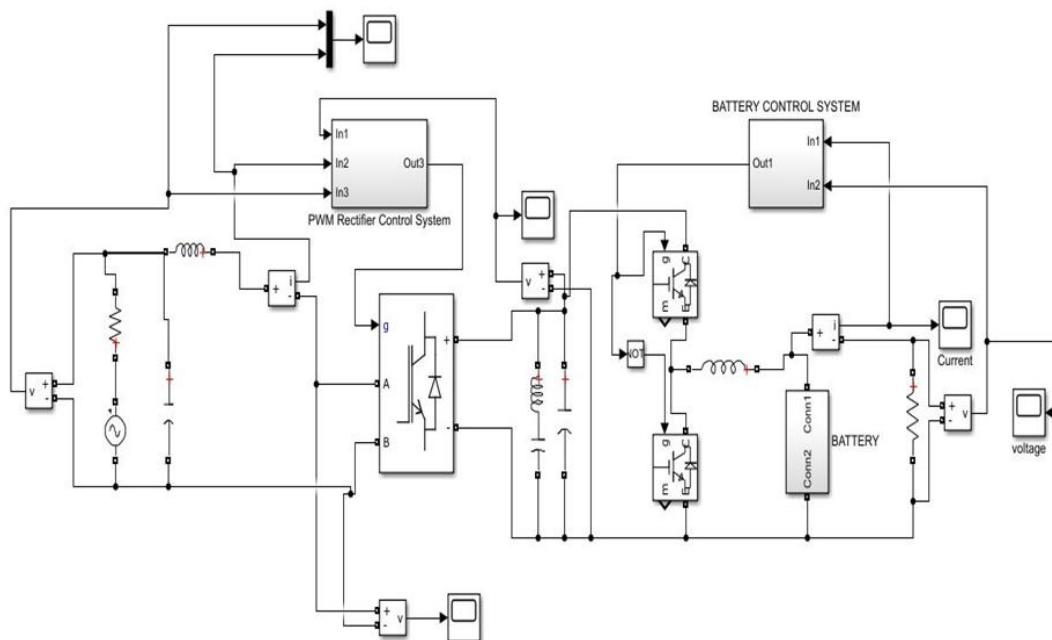 BATTERY CONTROL SYSTEM
In1
In2
In3
Out3
PWM Rectifier Control System
Out1
In1
In2
v
+
-
+
i
-
v
+
-
g
A
B
+
-
g
C
m
E
NOT
g
C
m
E
+
i
-
Current
Conn1
Conn2
BATTERY
+
-
v
voltage
+
-
v